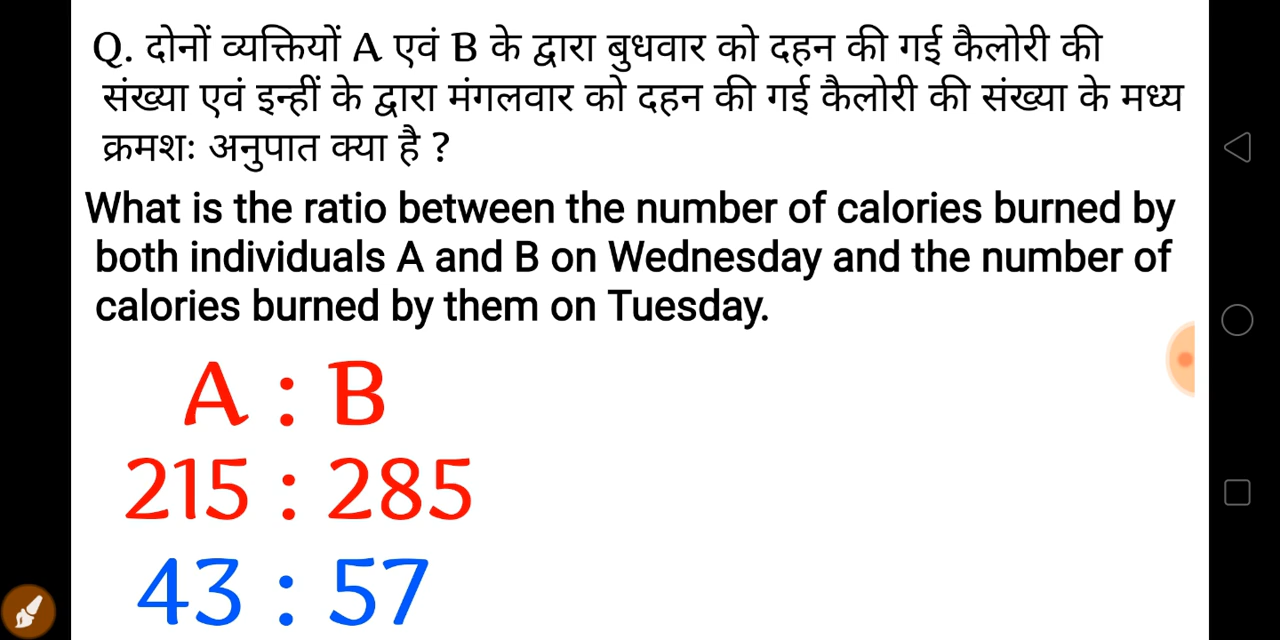 Q. दोनों व्यक्तियों A एवं B के द्वारा बुधवार को दहन की गई कैलोरी की
संख्या एवं इन्हीं के द्वारा मंगलवार को दहन की गई कैलोरी की संख्या के मध्य
क्रमशः अनुपात क्या है ?
What is the ratio between the number of calories burned by
both individuals A and B on Wednesday and the number of
calories burned by them on Tuesday.
A : B
215 : 285
43 : 57